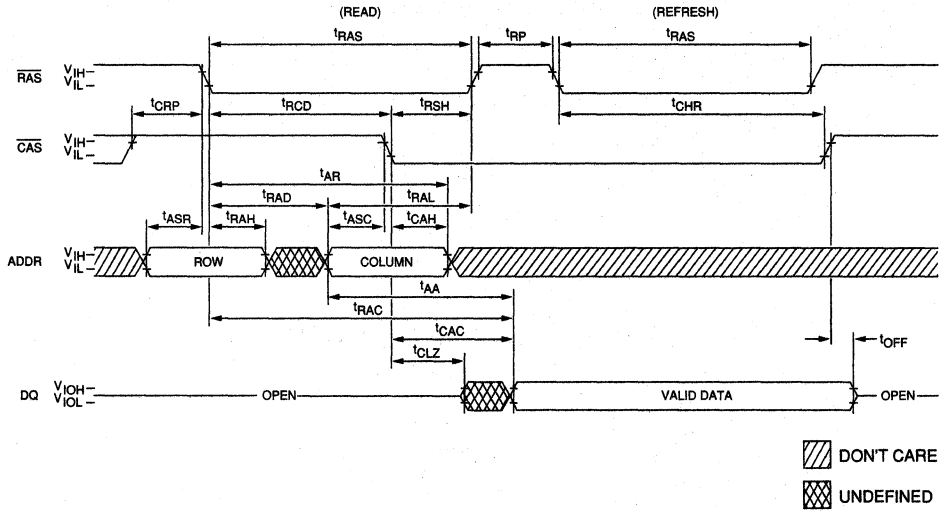 (READ) (REFRESH)
tRAS tRP tRAS
RAS VIH VIL
tCRP tRCD tRSH tCHR
CAS VIH VIL
tAR
tRAD tRAL
tASR tRAH tASC tCAH
ADDR VIH VIL ROW COLUMN
tAA
tRAC
tCAC
tCLZ tOFF
DQ VIOH VIOL OPEN VALID DATA OPEN
DON'T CARE
UNDEFINED